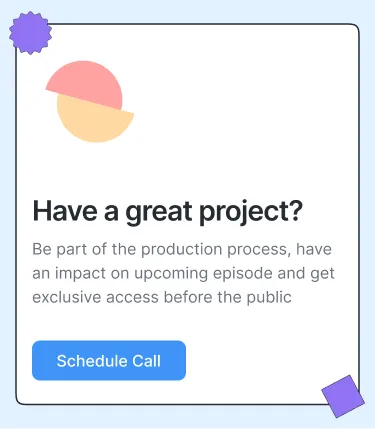 Have a great project?
Be part of the production process, have
an impact on upcoming episode and get
exclusive access before the public
Schedule Call